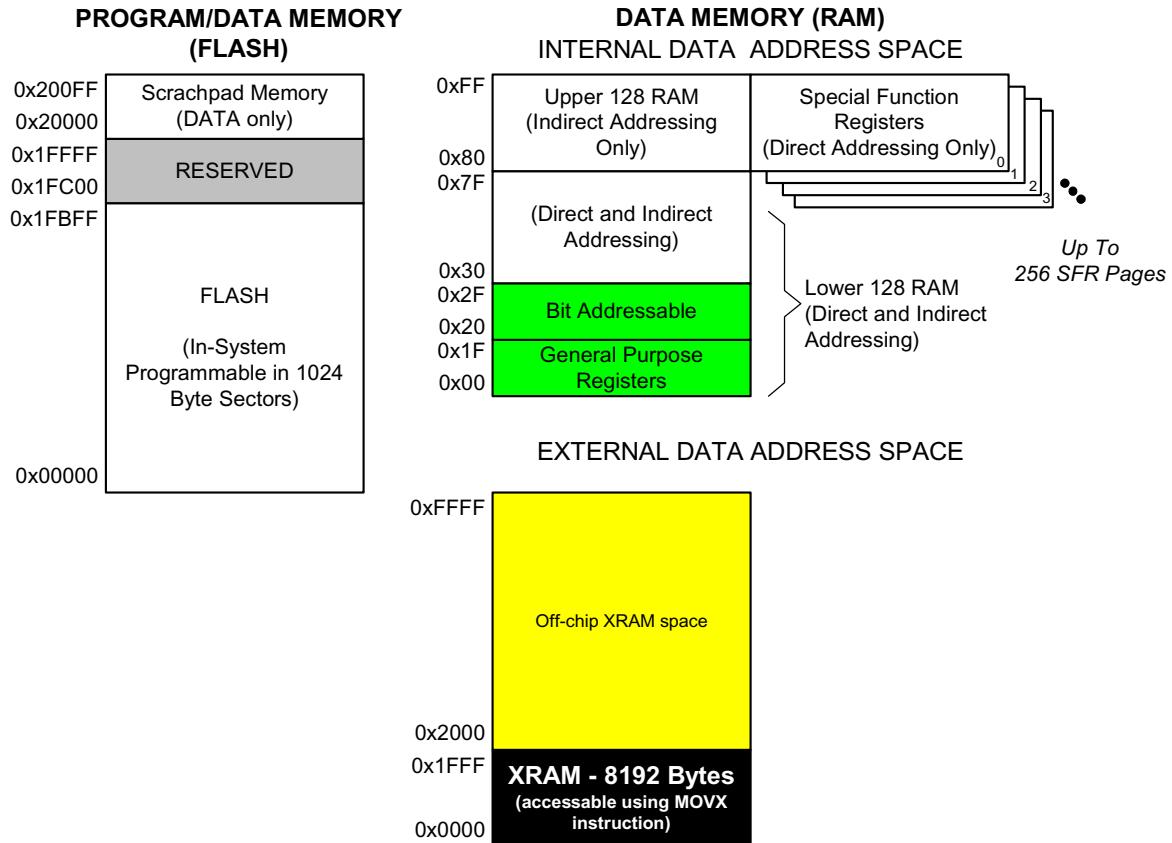 PROGRAM/DATA MEMORY
(FLASH)
0x200FF
Scrachpad Memory
(DATA only)
0x20000
0x1FFFF
RESERVED
0x1FC00
0x1FBFF
FLASH
(In-System
Programmable in 1024
Byte Sectors)
0x00000
DATA MEMORY (RAM)
INTERNAL DATA ADDRESS SPACE
0xFF
Upper 128 RAM
(Indirect Addressing
Only)
0x80
Special Function
Registers
(Direct Addressing Only)
0
1
2
3
Up To
256 SFR Pages
0x7F
(Direct and Indirect
Addressing)
0x30
0x2F
Bit Addressable
0x20
0x1F
General Purpose
Registers
0x00
Lower 128 RAM
(Direct and Indirect
Addressing)
EXTERNAL DATA ADDRESS SPACE
0xFFFF
Off-chip XRAM space
0x2000
0x1FFF
XRAM - 8192 Bytes
(accessable using MOVX
instruction)
0x0000